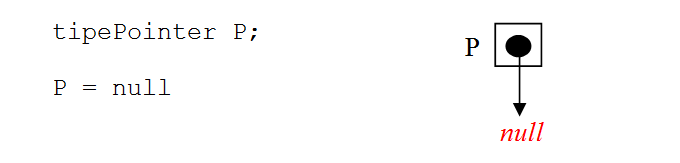 tipePointer P;
P = null
P
null